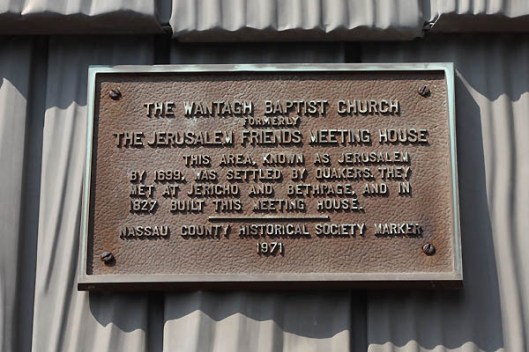 THE WANTAGH BAPTIST CHURCH
FORMERLY
THE JERUSALEM FRIENDS MEETING HOUSE
THIS AREA, KNOWN AS JERUSALEM
BY 1699, WAS SETTLED BY QUAKERS. THEY
MET AT JERICHO AND BETHPAGE, AND IN
1827 BUILT THIS MEETING HOUSE.
NASSAU COUNTY HISTORICAL SOCIETY MARKER
1971